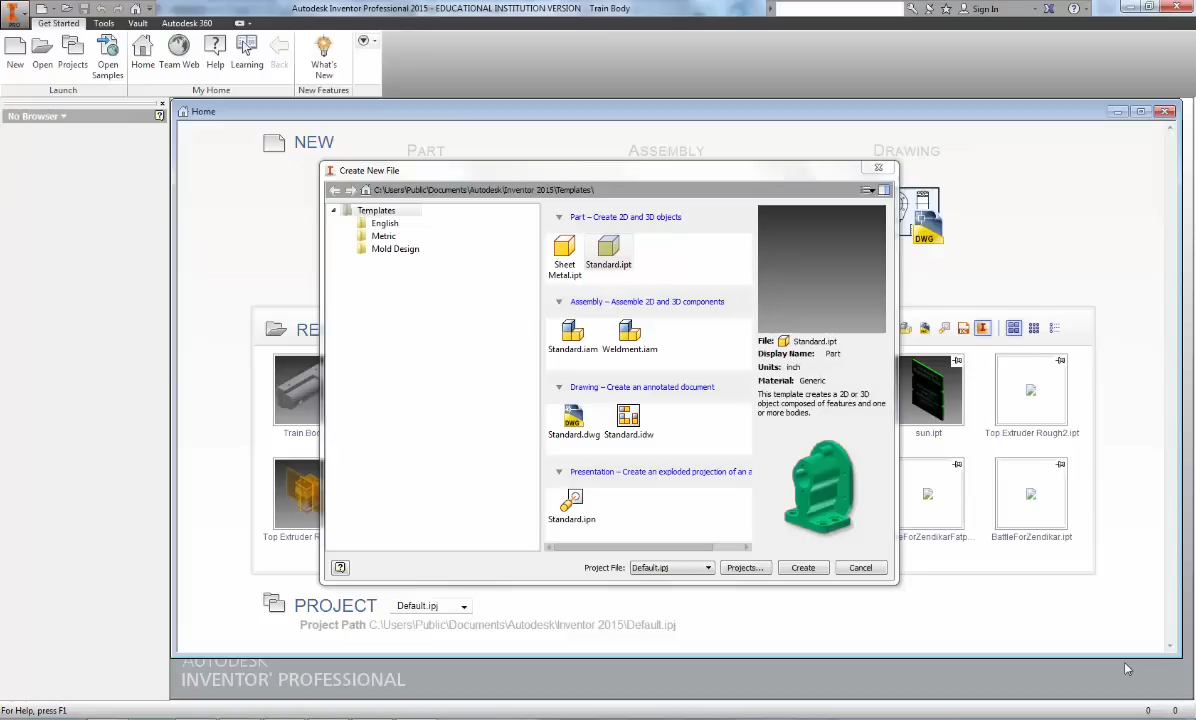 Autodesk Inventor Professional 2015 - EDUCATIONAL INSTITUTION VERSION Train Body
Sign In
PRO
Get Started Tools Vault Autodesk 360
New Open Projects Open Samples Home Team Web Help Learning Back What's New
Launch My Home New Features
No Browser
Home
NEW PART ASSEMBLY DRAWING
Create New File
C:\Users\Public\Documents\Autodesk\Inventor 2015\Templates\
Templates
English
Metric
Mold Design
Part – Create 2D and 3D objects
Sheet Metal.ipt Standard.ipt
Assembly – Assemble 2D and 3D components
Standard.iam Weldment.iam
Drawing – Create an annotated document
DWG
Standard.dwg Standard.idw
Presentation – Create an exploded projection of an a
Standard.ipn
File: Standard.ipt
Display Name: Part
Units: inch
Material: Generic
This template creates a 2D or 3D
object composed of features and one
or more bodies.
Project File: Default.ipj Projects... Create Cancel
DWG
RE
Train Bo
sun.ipt Top Extruder Rough2.ipt
Top Extruder R
leForZendikarFatp... BattleForZendikar.ipt
PROJECT Default.ipj
Project Path C:\Users\Public\Documents\Autodesk\Inventor 2015\Default.ipj
AUTODESK
INVENTOR® PROFESSIONAL
For Help, press F1 0 0